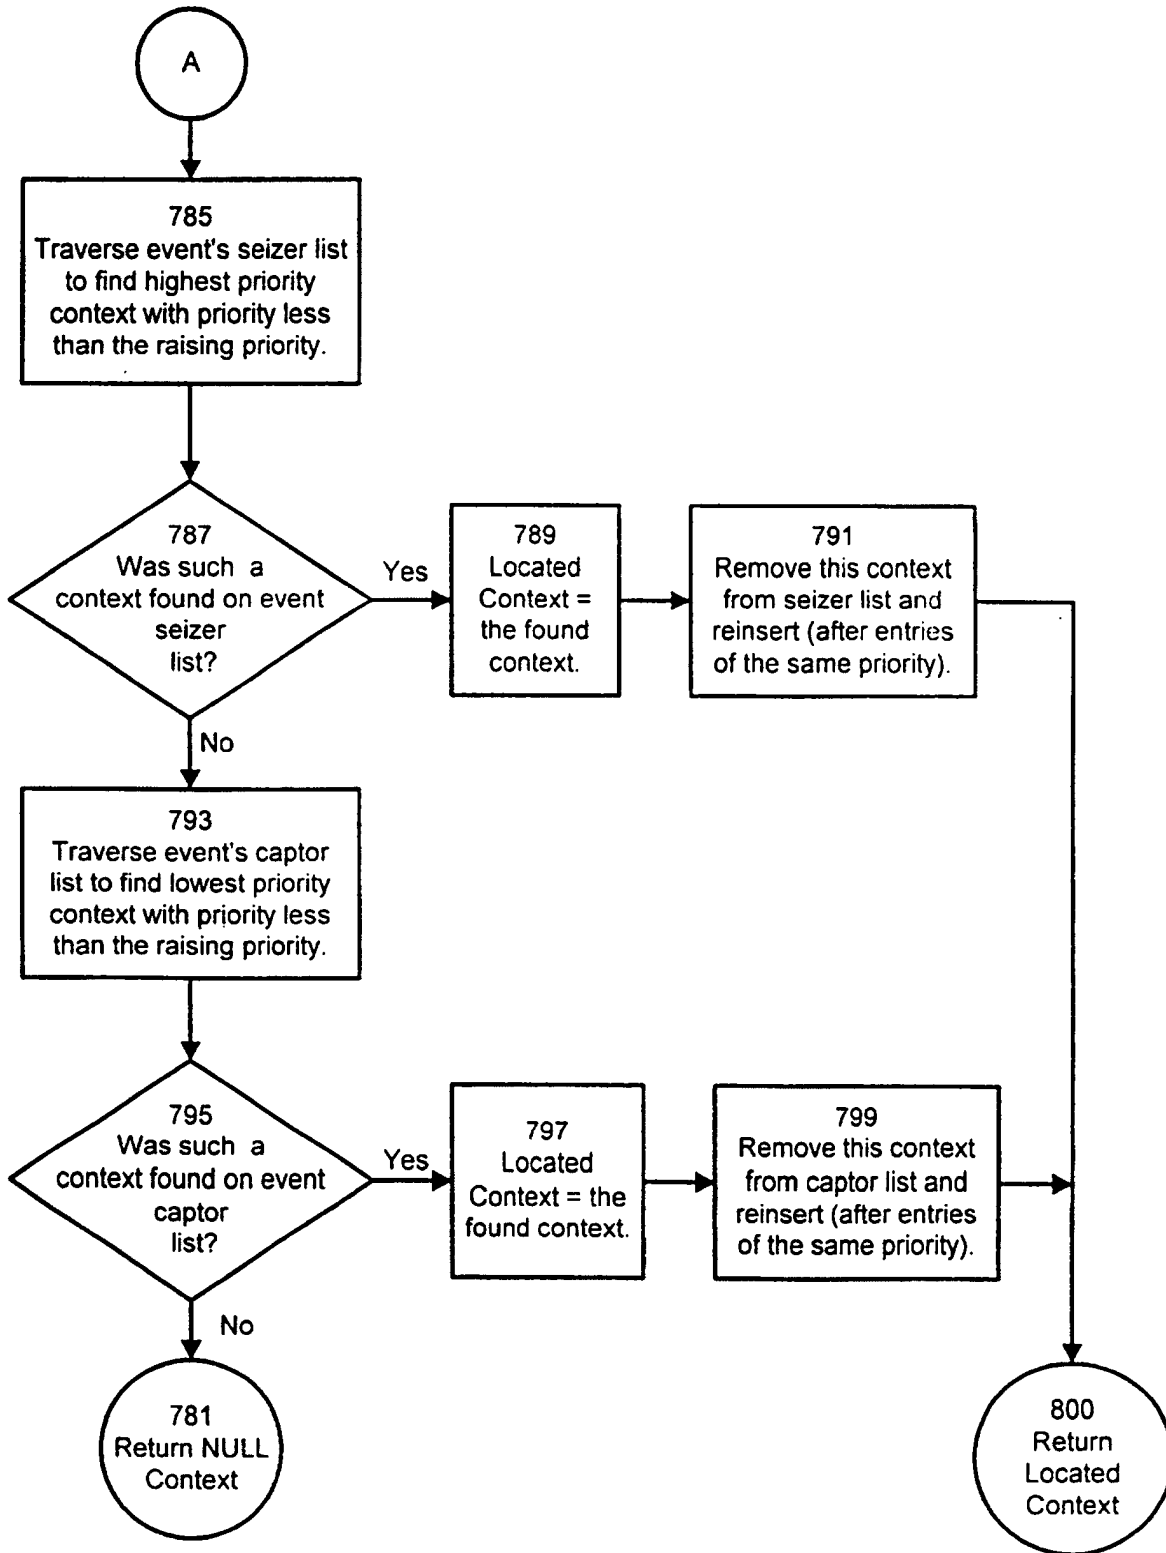 A
785
Traverse event's seizer list
to find highest priority
context with priority less
than the raising priority.
787
Was such a
context found on event
seizer
list?
Yes
789
Located
Context =
the found
context.
791
Remove this context
from seizer list and
reinsert (after entries
of the same priority).
No
793
Traverse event's captor
list to find lowest priority
context with priority less
than the raising priority.
795
Was such a
context found on event
captor
list?
Yes
797
Located
Context = the
found context.
799
Remove this context
from captor list and
reinsert (after entries
of the same priority).
No
781
Return NULL
Context
800
Return
Located
Context